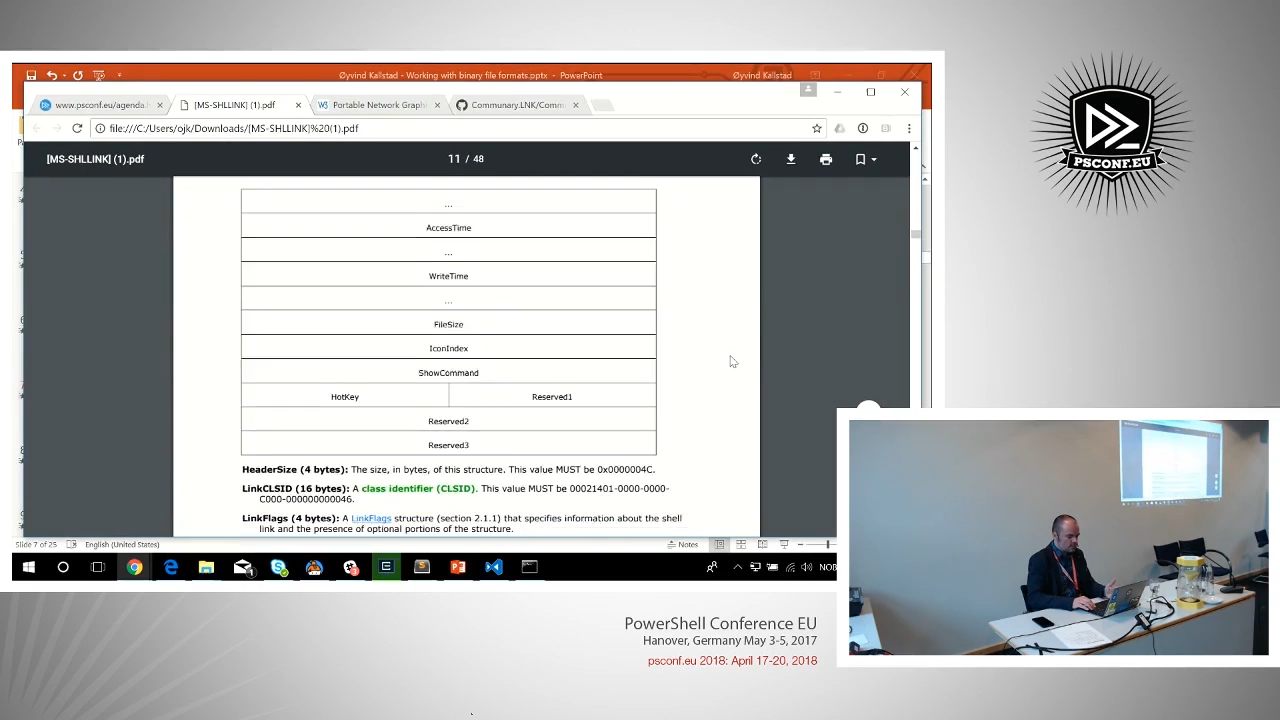 Øyvind Kallstad - Working with binary file formats.pptx - PowerPoint
Øyvind Kallstad
www.psconf.eu/agenda.h
[MS-SHLLINK] (1).pdf
Portable Network Graph
Communary.LNK/Comm
file:///C:/Users/ojk/Downloads/[MS-SHLLINK]%20(1).pdf
[MS-SHLLINK] (1).pdf
11 / 48
...
AccessTime
...
WriteTime
...
FileSize
IconIndex
ShowCommand
HotKey Reserved1
Reserved2
Reserved3
HeaderSize (4 bytes): The size, in bytes, of this structure. This value MUST be 0x0000004C.
LinkCLSID (16 bytes): A class identifier (CLSID). This value MUST be 00021401-0000-0000-
C000-000000000046.
LinkFlags (4 bytes): A LinkFlags structure (section 2.1.1) that specifies information about the shell
link and the presence of optional portions of the structure.
Slide 7 of 25 English (United States) Notes
NOB
PSCONF.EU
PowerShell Conference EU
Hanover, Germany May 3-5, 2017
psconf.eu 2018: April 17-20, 2018